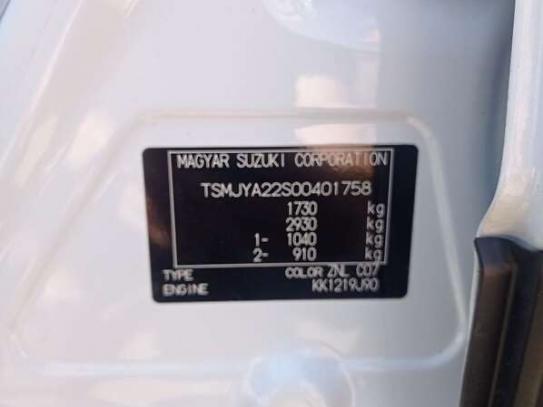 MAGYAR SUZUKI CORPORATION
TSMJYA22S00401758
1730 kg
2930 kg
1- 1040 kg
2- 910 kg
TYPE COLOR ZNL C07
ENGINE KK1219J90